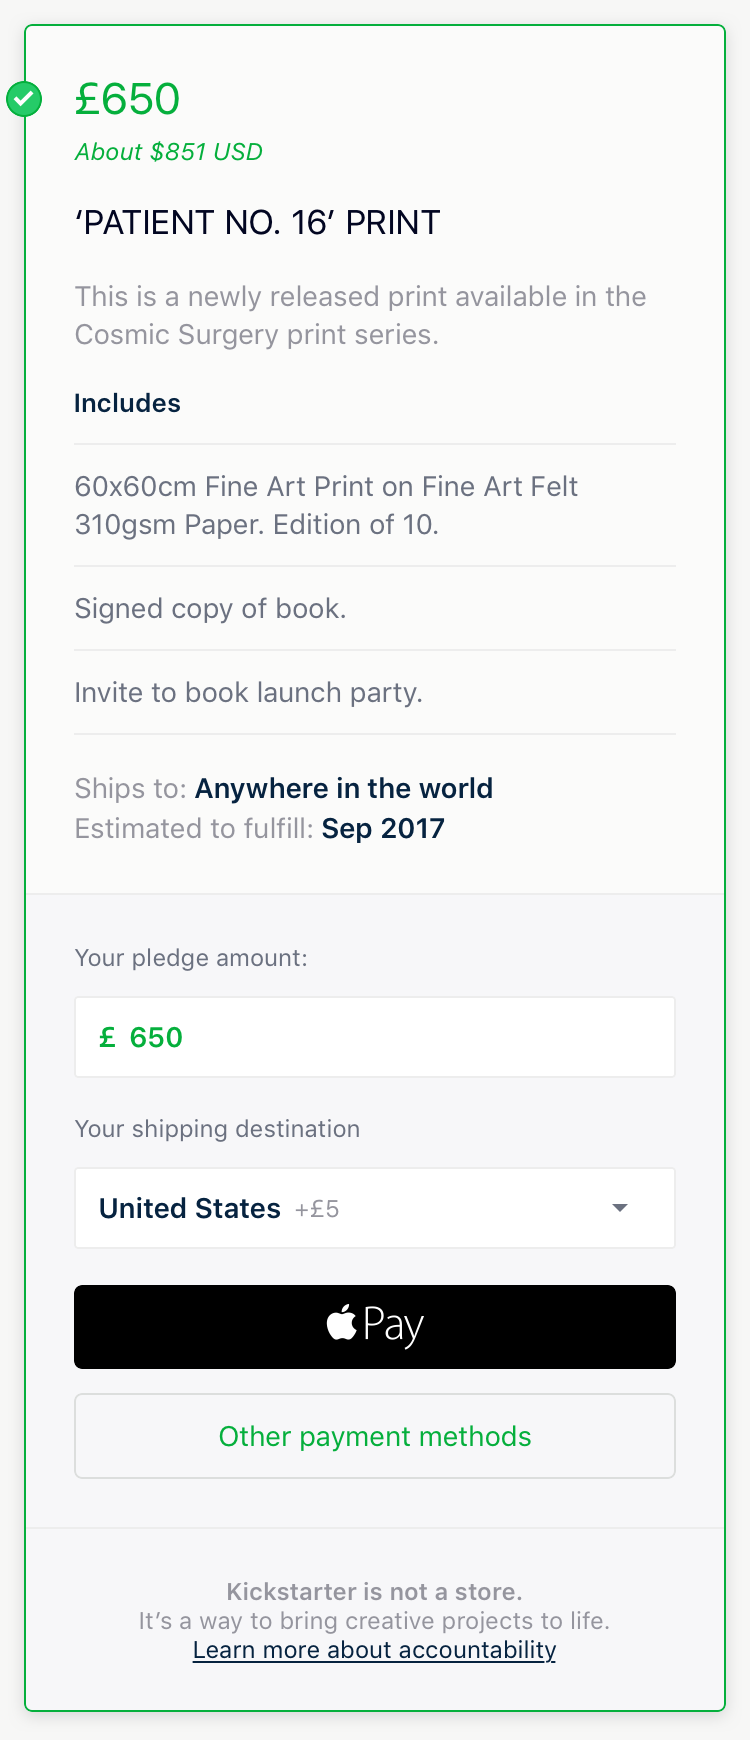 £650
About $851 USD
‘PATIENT NO. 16’ PRINT
This is a newly released print available in the
Cosmic Surgery print series.
Includes
60x60cm Fine Art Print on Fine Art Felt
310gsm Paper. Edition of 10.
Signed copy of book.
Invite to book launch party.
Ships to: Anywhere in the world
Estimated to fulfill: Sep 2017
Your pledge amount:
£ 650
Your shipping destination
United States +£5
Pay
Other payment methods
Kickstarter is not a store.
It’s a way to bring creative projects to life.
Learn more about accountability